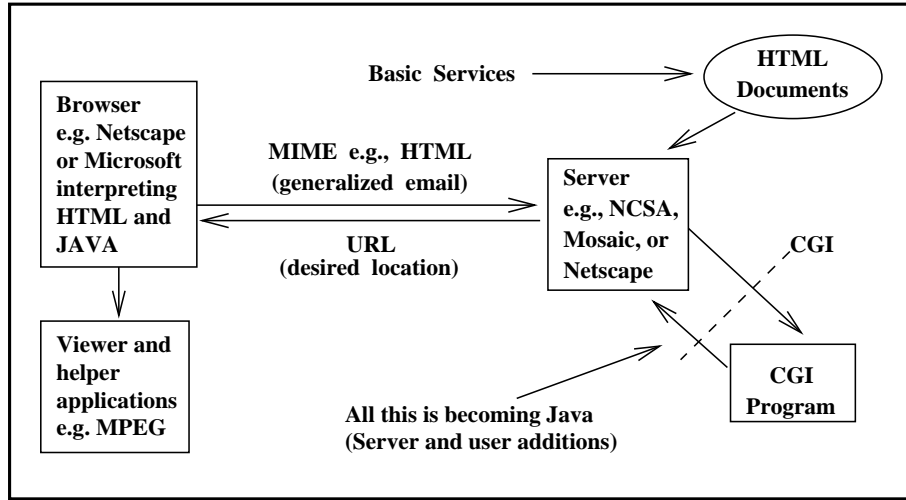 HTML
Documents
Basic Services
Browser
e.g. Netscape
or Microsoft
interpreting
HTML and
JAVA
MIME e.g., HTML
(generalized email)
URL
(desired location)
Server
e.g., NCSA,
Mosaic, or
Netscape
CGI
Viewer and
helper
applications
e.g. MPEG
CGI
Program
All this is becoming Java
(Server and user additions)